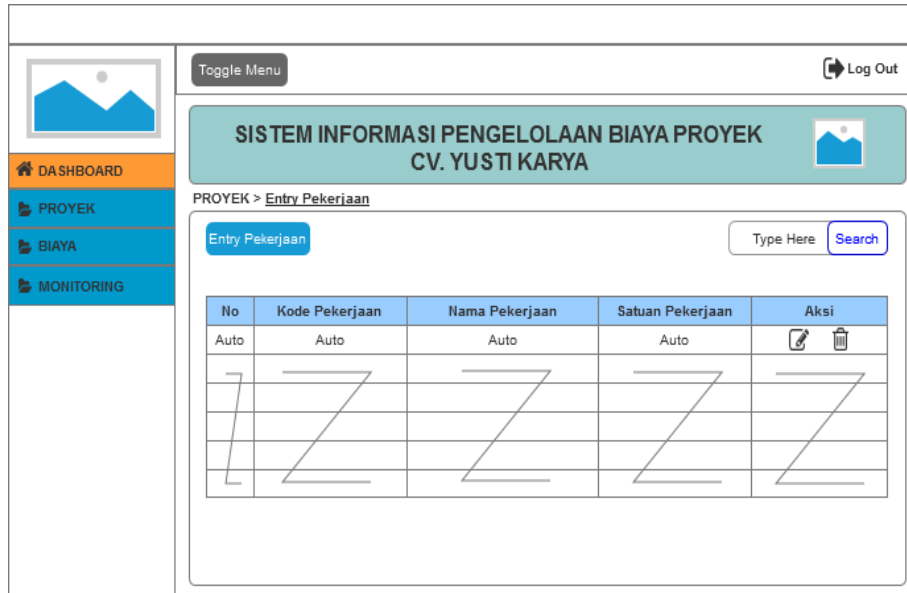 Toggle Menu
Log Out
SISTEM INFORMASI PENGELOLAAN BIAYA PROYEK
CV. YUSTI KARYA
DASHBOARD
PROYEK
BIAYA
MONITORING
PROYEK > Entry Pekerjaan
Entry Pekerjaan
Type Here Search
No Kode Pekerjaan Nama Pekerjaan Satuan Pekerjaan Aksi
Auto Auto Auto Auto